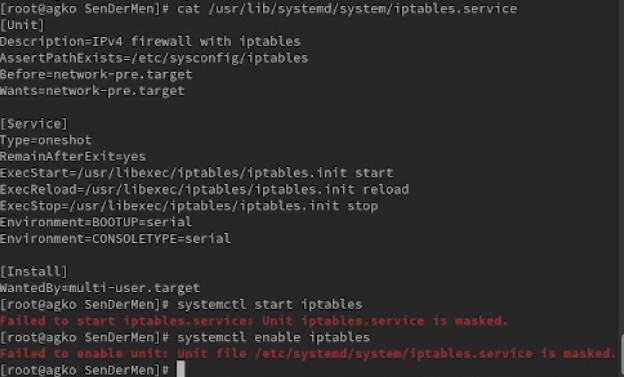 [root@agko SenDerMen]# cat /usr/lib/systemd/system/iptables.service
[Unit]
Description=IPv4 firewall with iptables
AssertPathExists=/etc/sysconfig/iptables
Before=network-pre.target
Wants=network-pre.target
[Service]
Type=oneshot
RemainAfterExit=yes
ExecStart=/usr/libexec/iptables/iptables.init start
ExecReload=/usr/libexec/iptables/iptables.init reload
ExecStop=/usr/libexec/iptables/iptables.init stop
Environment=BOOTUP=serial
Environment=CONSOLETYPE=serial
[Install]
WantedBy=multi-user.target
[root@agko SenDerMen]# systemctl start iptables
Failed to start iptables.service: Unit iptables.service is masked.
[root@agko SenDerMen]# systemctl enable iptables
Failed to enable unit: Unit file /etc/systemd/system/iptables.service is masked.
[root@agko SenDerMen]#